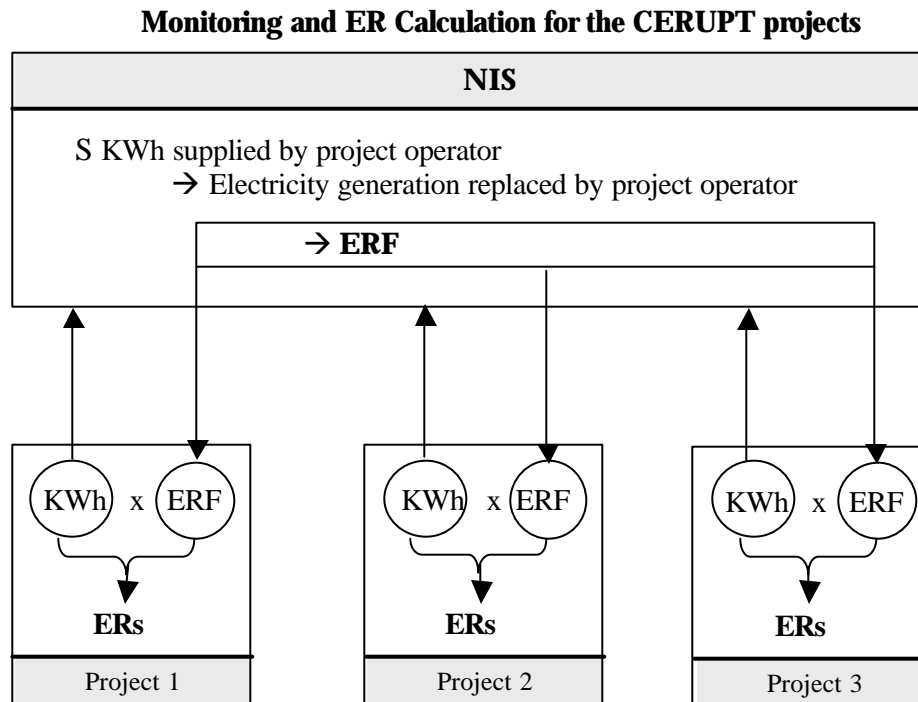 Monitoring and ER Calculation for the CERUPT projects
NIS
S KWh supplied by project operator
→ Electricity generation replaced by project operator
→ ERF
KWh x ERF
ERs
Project 1
KWh x ERF
ERs
Project 2
KWh x ERF
ERs
Project 3